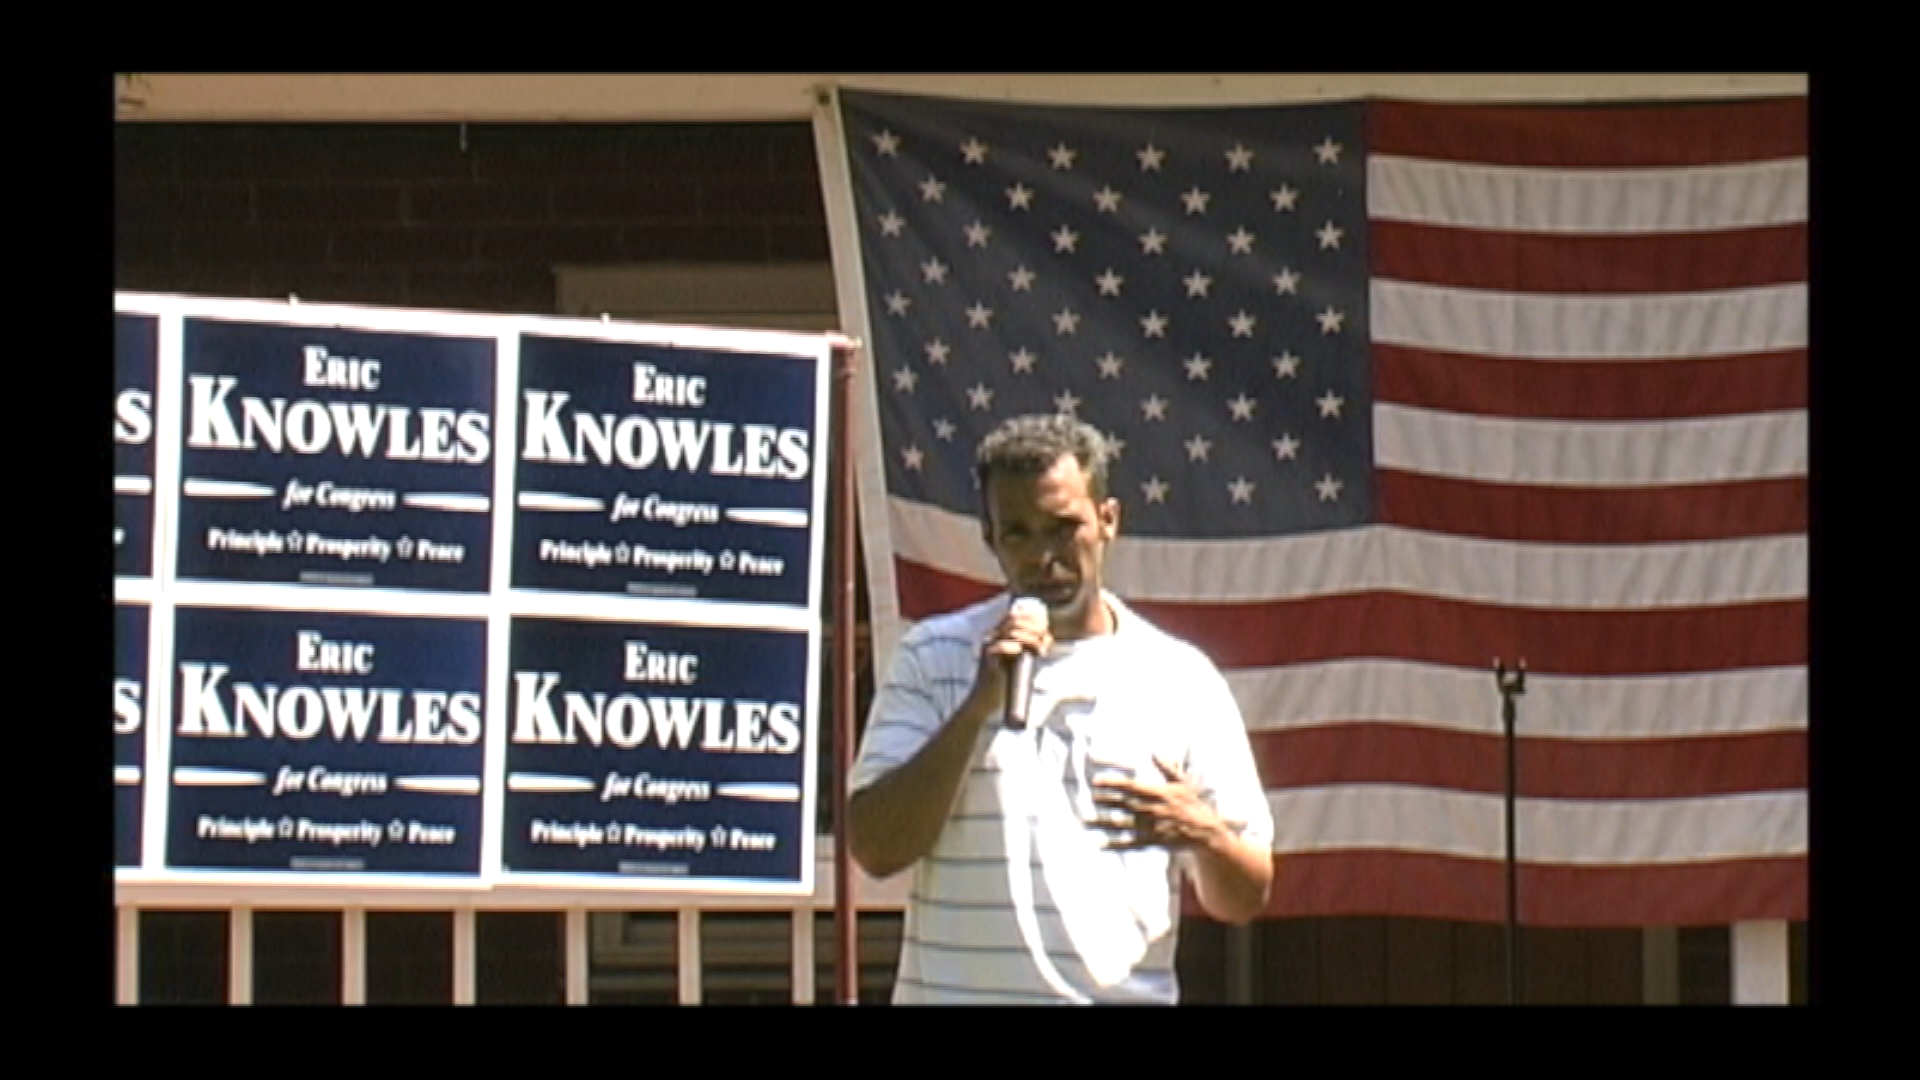 S
ERIC
KNOWLES
for Congress
Principle ☆ Prosperity ☆ Peace
ERIC
KNOWLES
for Congress
Principle ☆ Prosperity ☆ Peace
S
ERIC
KNOWLES
for Congress
Principle ☆ Prosperity ☆ Peace
ERIC
KNOWLES
for Congress
Principle ☆ Prosperity ☆ Peace